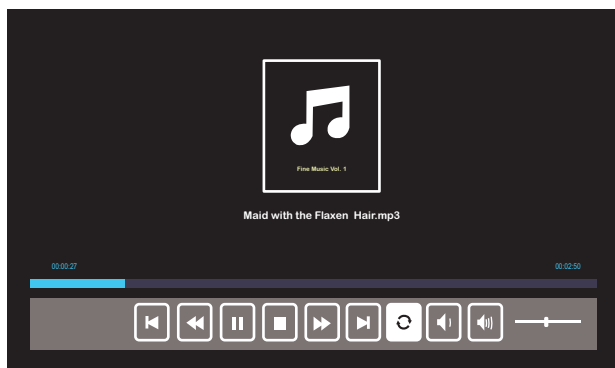 Fine Music Vol. 1
Maid with the Flaxen  Hair.mp3
00:00:27
00:02:50